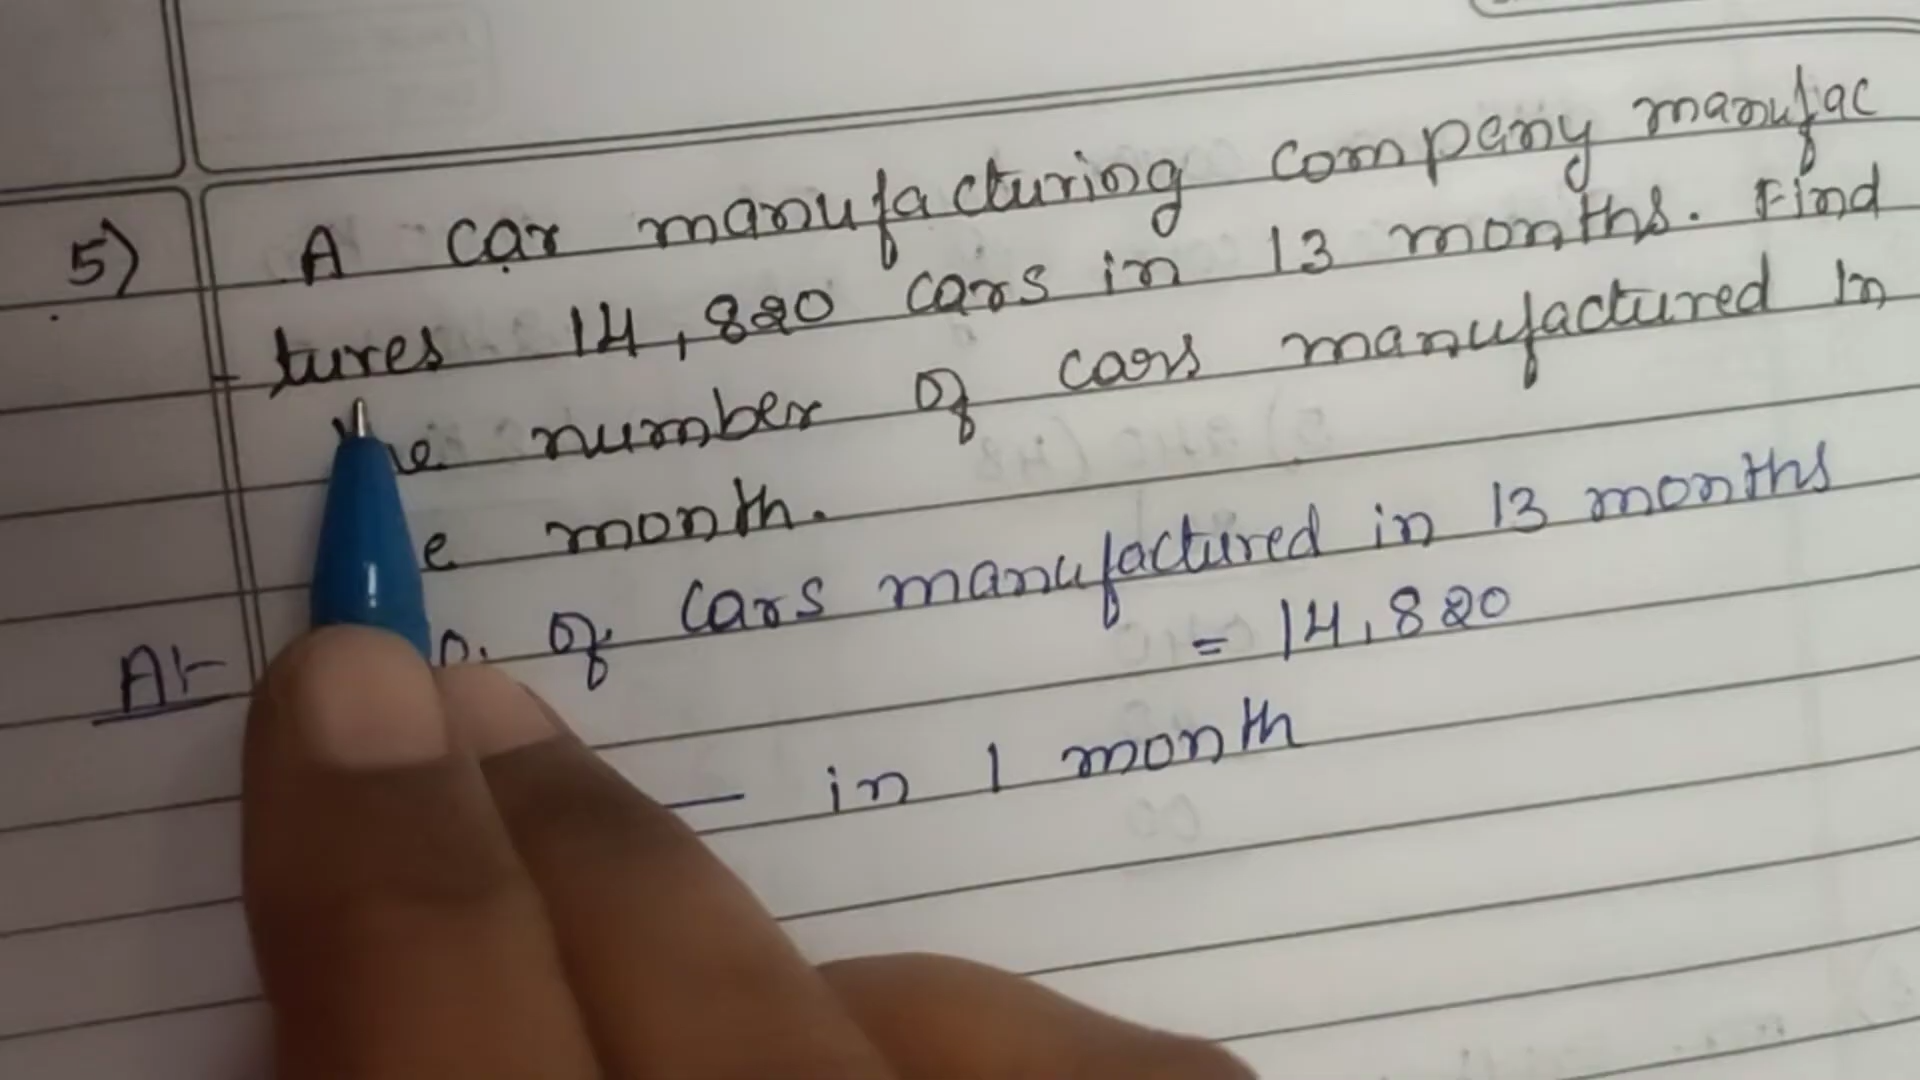 5) A car manufacturing company manufac
tures 14,820 cars in 13 months. Find
number of cars manufactured in
month.
A:- of cars manufactured in 13 months
= 14,820
— in 1 month